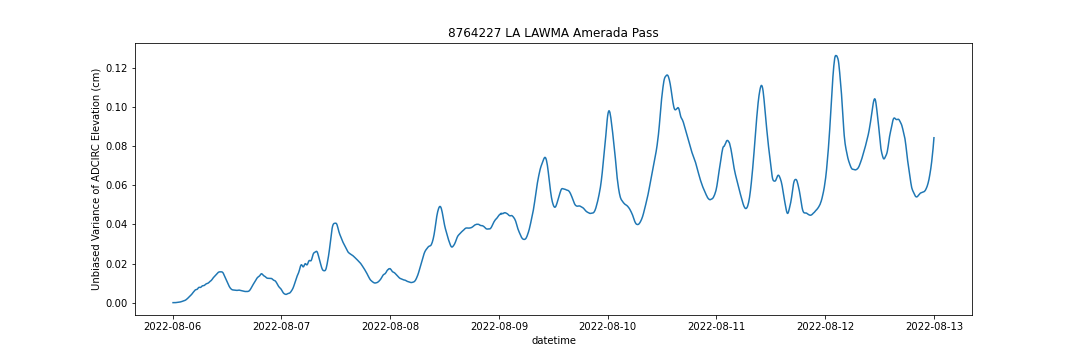 8764227 LA LAWMA Amerada Pass
Unbiased Variance of ADCIRC Elevation (cm)
0.12
0.10
0.08
0.06
0.04
0.02
0.00
2022-08-06 2022-08-07 2022-08-08 2022-08-09 2022-08-10 2022-08-11 2022-08-12 2022-08-13
datetime